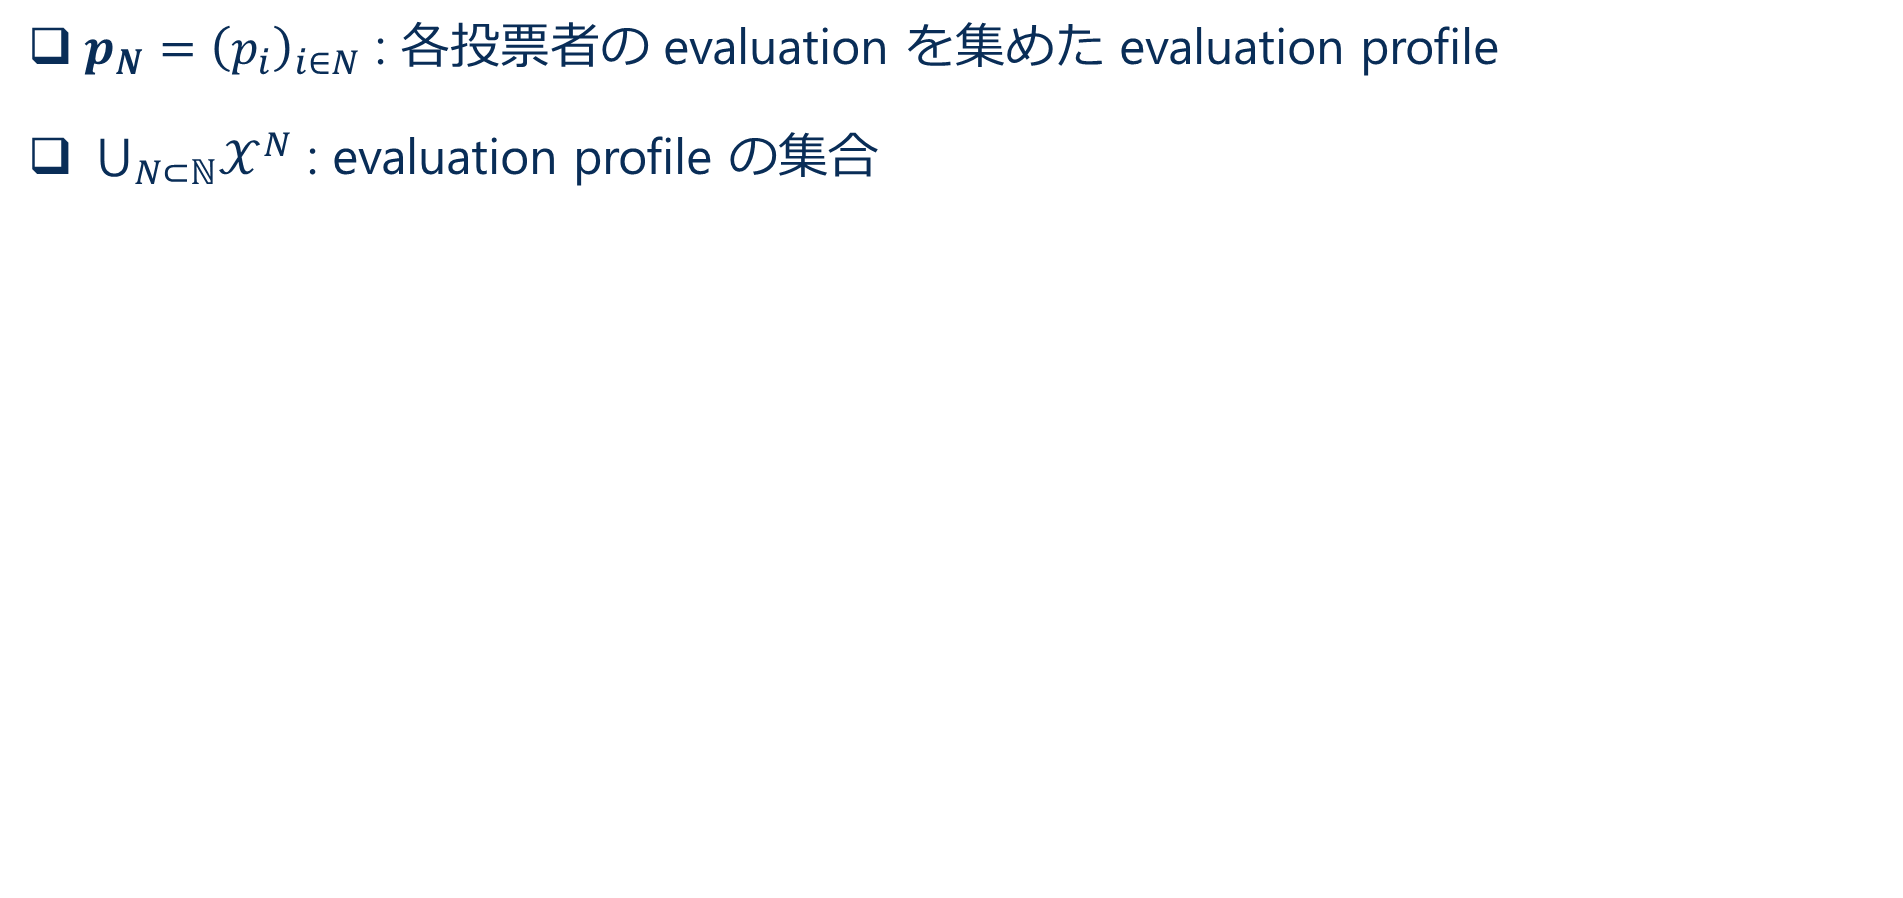 ❑ 𝒑_𝑵 = (p_i)_{i∈N} : 各投票者の evaluation を集めた evaluation profile
❑ ⋃_{N⊂ℕ} 𝒳^N : evaluation profile の集合